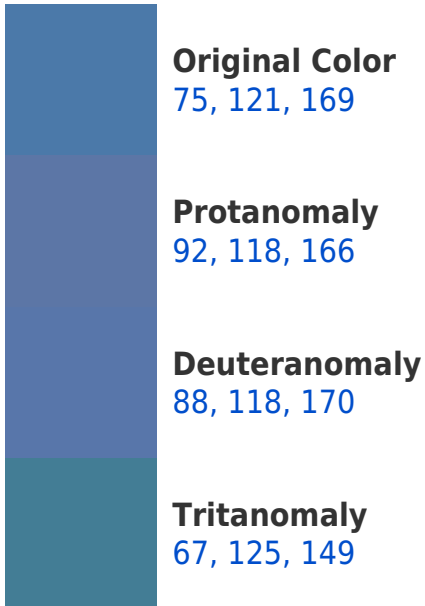 Original Color
75, 121, 169
Protanomaly
92, 118, 166
Deuteranomaly
88, 118, 170
Tritanomaly
67, 125, 149